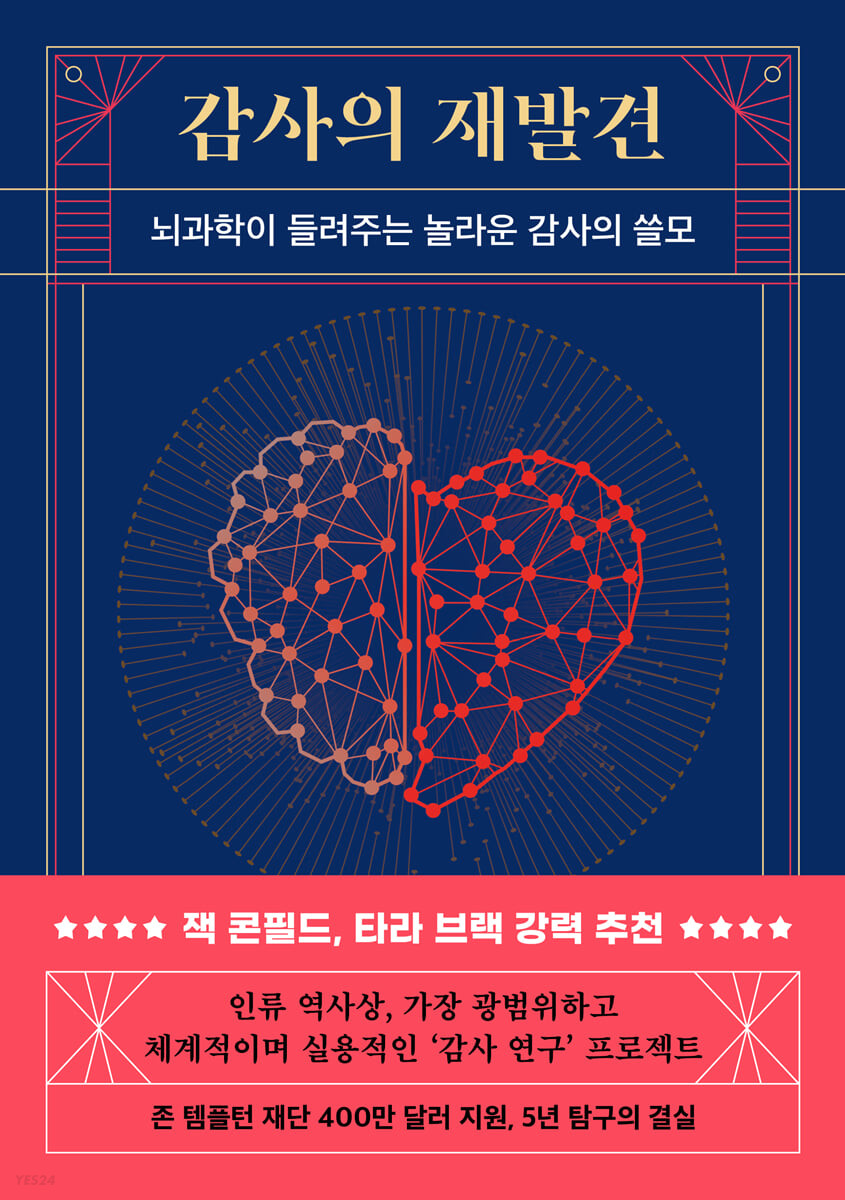 감사의 재발견
뇌과학이 들려주는 놀라운 감사의 쓸모
잭 콘필드, 타라 브랙 강력 추천
인류 역사상, 가장 광범위하고
체계적이며 실용적인 ‘감사 연구’ 프로젝트
존 템플턴 재단 400만 달러 지원, 5년 탐구의 결실
YES24